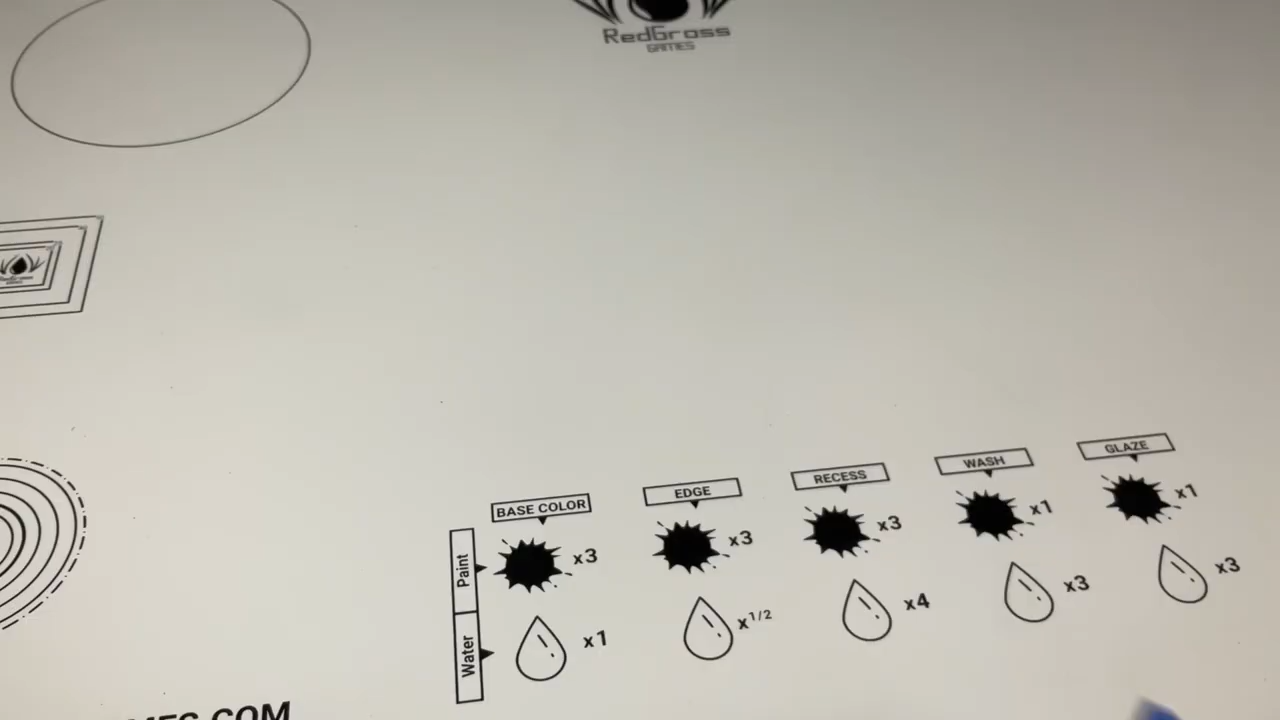 RedGrass
GAMES
BASE COLOR EDGE RECESS WASH GLAZE
Paint x3 x3 x3 x1 x1
Water x1 x1/2 x4 x3 x3
.COM